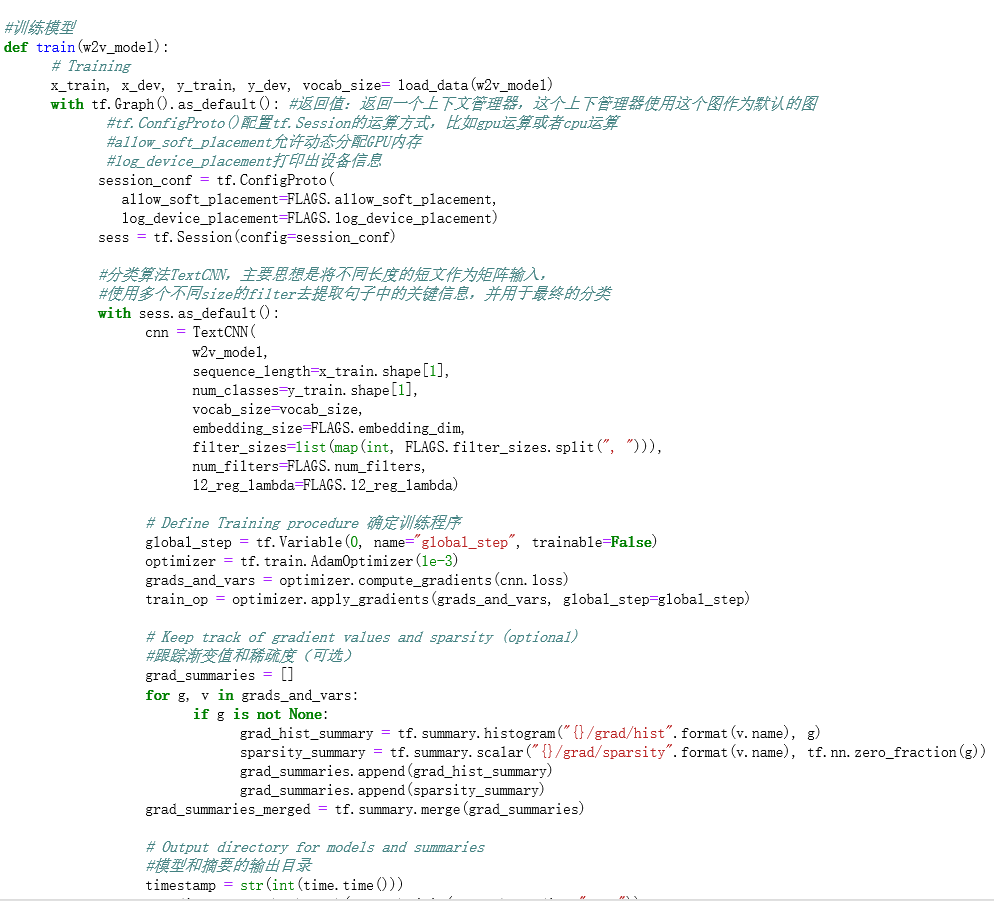 #训练模型
def train(w2v_model):
# Training
x_train, x_dev, y_train, y_dev, vocab_size= load_data(w2v_model)
with tf.Graph().as_default(): #返回值：返回一个上下文管理器，这个上下管理器使用这个图作为默认的图
#tf.ConfigProto()配置tf.Session的运算方式，比如gpu运算或者cpu运算
#allow_soft_placement允许动态分配GPU内存
#log_device_placement打印出设备信息
session_conf = tf.ConfigProto(
allow_soft_placement=FLAGS.allow_soft_placement,
log_device_placement=FLAGS.log_device_placement)
sess = tf.Session(config=session_conf)
#分类算法TextCNN，主要思想是将不同长度的短文作为矩阵输入，
#使用多个不同size的filter去提取句子中的关键信息，并用于最终的分类
with sess.as_default():
cnn = TextCNN(
w2v_model,
sequence_length=x_train.shape[1],
num_classes=y_train.shape[1],
vocab_size=vocab_size,
embedding_size=FLAGS.embedding_dim,
filter_sizes=list(map(int, FLAGS.filter_sizes.split(", "))),
num_filters=FLAGS.num_filters,
l2_reg_lambda=FLAGS.l2_reg_lambda)
# Define Training procedure 确定训练程序
global_step = tf.Variable(0, name="global_step", trainable=False)
optimizer = tf.train.AdamOptimizer(1e-3)
grads_and_vars = optimizer.compute_gradients(cnn.loss)
train_op = optimizer.apply_gradients(grads_and_vars, global_step=global_step)
# Keep track of gradient values and sparsity (optional)
#跟踪渐变值和稀疏度（可选）
grad_summaries = []
for g, v in grads_and_vars:
if g is not None:
grad_hist_summary = tf.summary.histogram("{}/grad/hist".format(v.name), g)
sparsity_summary = tf.summary.scalar("{}/grad/sparsity".format(v.name), tf.nn.zero_fraction(g))
grad_summaries.append(grad_hist_summary)
grad_summaries.append(sparsity_summary)
grad_summaries_merged = tf.summary.merge(grad_summaries)
# Output directory for models and summaries
#模型和摘要的输出目录
timestamp = str(int(time.time()))